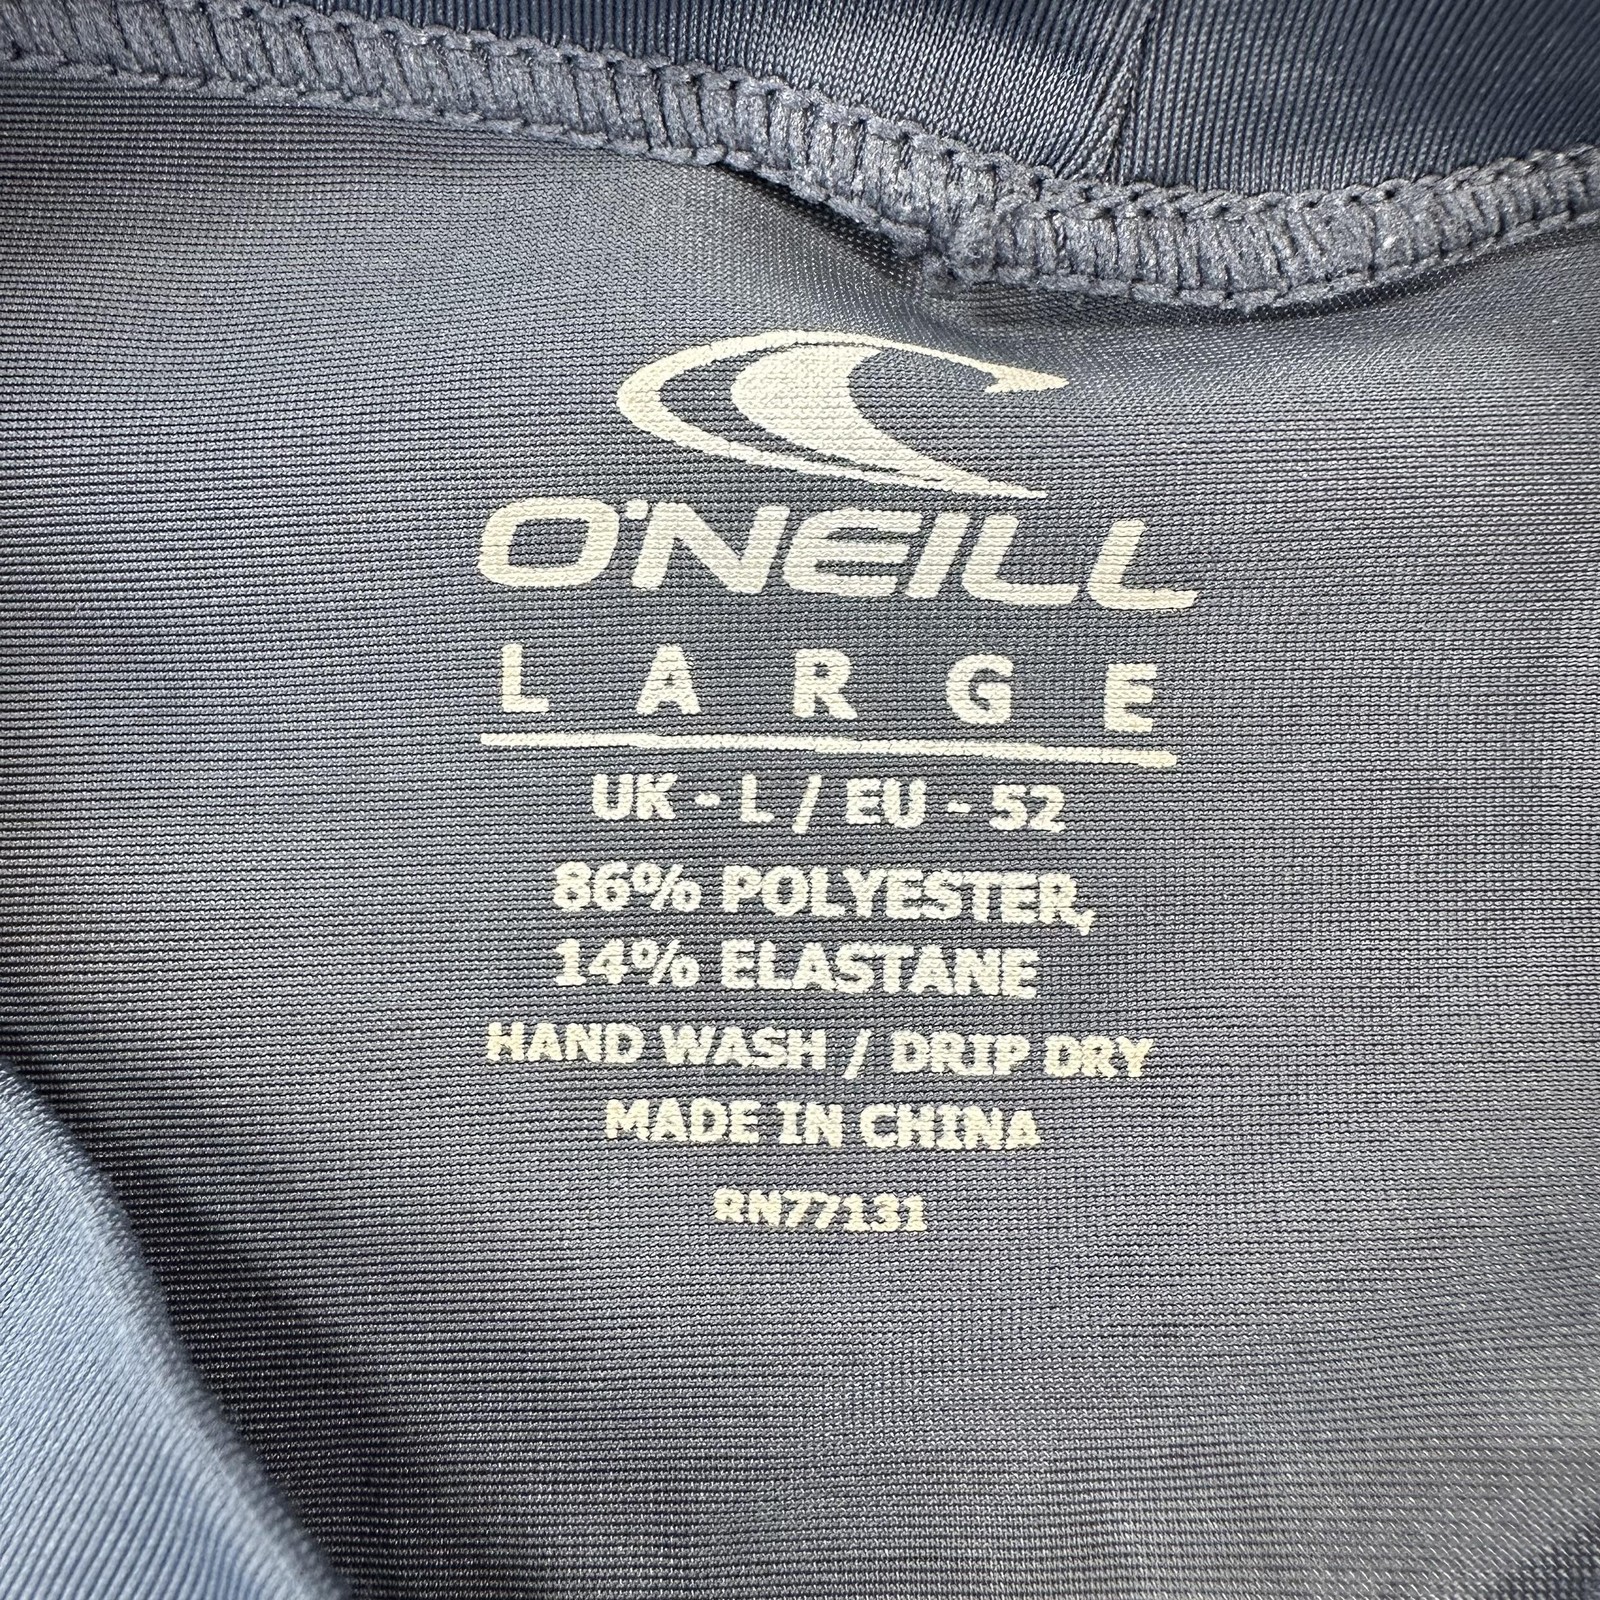 O'NEILL
LARGE
UK - L / EU - 52
86% POLYESTER,
14% ELASTANE
HAND WASH / DRIP DRY
MADE IN CHINA
RN77131